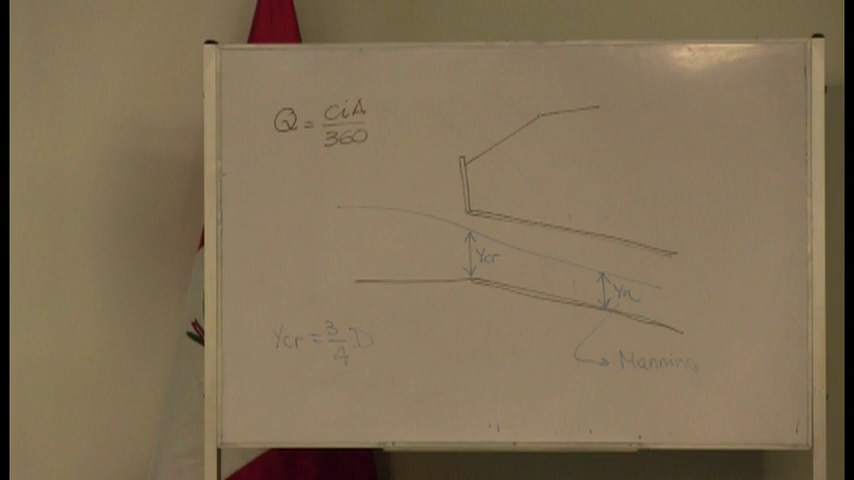 Q = CiA
360
Ycr
Yn
Ycr = 3/4 D
Manning